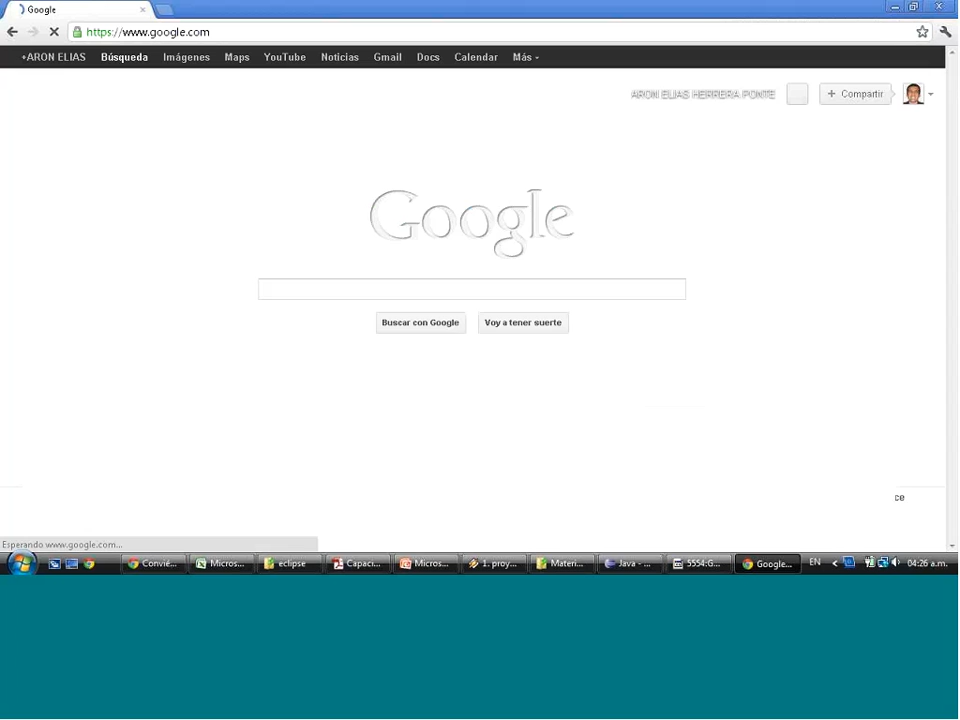 Google
https://www.google.com
+ARON ELIAS Búsqueda Imágenes Maps YouTube Noticias Gmail Docs Calendar Más
ARON ELIAS HERRERA PONTE + Compartir
Google
Buscar con Google Voy a tener suerte
ce
Esperando www.google.com...
Convié... Micros... eclipse Capaci... Micros... 1. proy... Materi... Java - ... 5554:G... Google... EN 04:26 a.m.